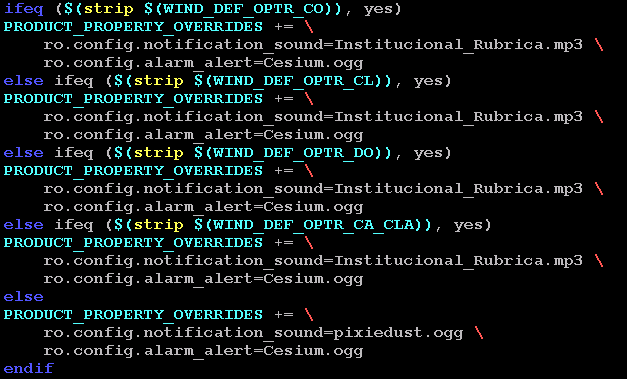 ifeq ($(strip $(WIND_DEF_OPTR_CO)), yes)
PRODUCT_PROPERTY_OVERRIDES += \
    ro.config.notification_sound=Institucional_Rubrica.mp3 \
    ro.config.alarm_alert=Cesium.ogg
else ifeq ($(strip $(WIND_DEF_OPTR_CL)), yes)
PRODUCT_PROPERTY_OVERRIDES += \
    ro.config.notification_sound=Institucional_Rubrica.mp3 \
    ro.config.alarm_alert=Cesium.ogg
else ifeq ($(strip $(WIND_DEF_OPTR_DO)), yes)
PRODUCT_PROPERTY_OVERRIDES += \
    ro.config.notification_sound=Institucional_Rubrica.mp3 \
    ro.config.alarm_alert=Cesium.ogg
else ifeq ($(strip $(WIND_DEF_OPTR_CA_CLA)), yes)
PRODUCT_PROPERTY_OVERRIDES += \
    ro.config.notification_sound=Institucional_Rubrica.mp3 \
    ro.config.alarm_alert=Cesium.ogg
else
PRODUCT_PROPERTY_OVERRIDES += \
    ro.config.notification_sound=pixiedust.ogg \
    ro.config.alarm_alert=Cesium.ogg
endif